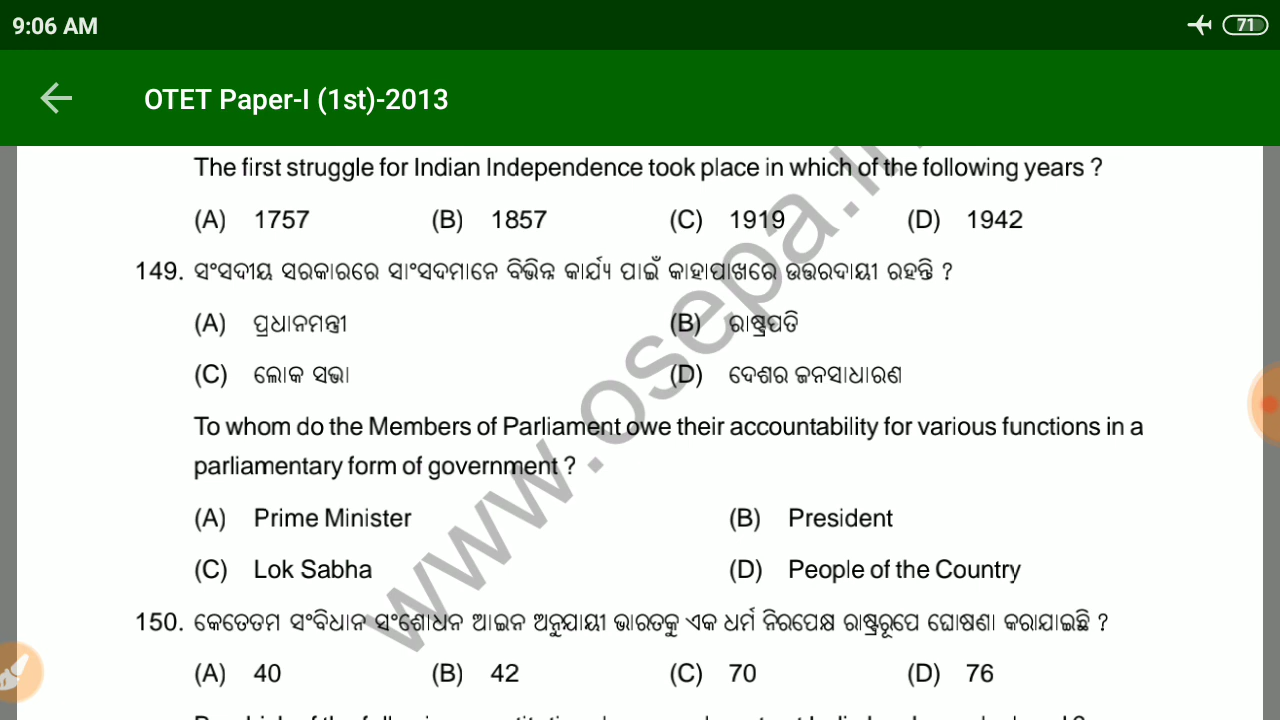 9:06 AM
71
OTET Paper-I (1st)-2013
The first struggle for Indian Independence took place in which of the following years ?
(A) 1757 (B) 1857 (C) 1919 (D) 1942
149. ସଂସଦୀୟ ସରକାରରେ ସାଂସଦମାନେ ବିଭିନ୍ନ କାର୍ଯ୍ୟ ପାଇଁ କାହାପାଖରେ ଉତ୍ତରଦାୟୀ ରହନ୍ତି ?
(A) ପ୍ରଧାନମନ୍ତ୍ରୀ (B) ରାଷ୍ଟ୍ରପତି
(C) ଲୋକ ସଭା (D) ଦେଶର ଜନସାଧାରଣ
To whom do the Members of Parliament owe their accountability for various functions in a
parliamentary form of government ?
(A) Prime Minister (B) President
(C) Lok Sabha (D) People of the Country
150. କେତେତମ ସଂବିଧାନ ସଂଶୋଧନ ଆଇନ ଅନୁଯାୟୀ ଭାରତକୁ ଏକ ଧର୍ମ ନିରପେକ୍ଷ ରାଷ୍ଟ୍ରରୂପେ ଘୋଷଣା କରାଯାଇଛି ?
(A) 40 (B) 42 (C) 70 (D) 76
www.osepa.in